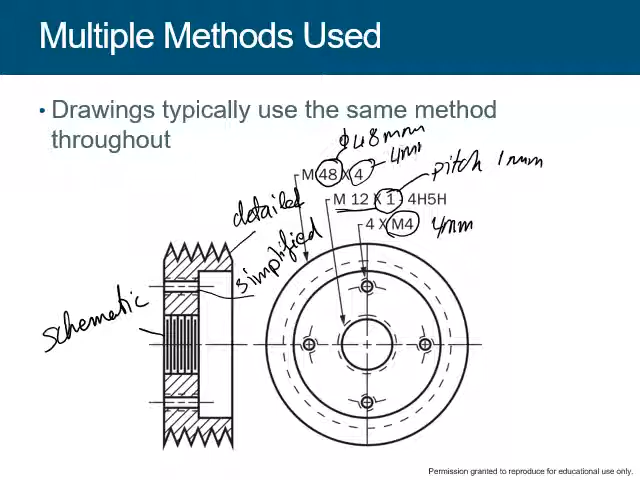 Multiple Methods Used
• Drawings typically use the same method
throughout
ϕ48mm
4mm
M 48 X 4
pitch 1mm
M 12 X 1 - 4H5H
4 X M4
4mm
detailed
simplified
schematic
Permission granted to reproduce for educational use only.